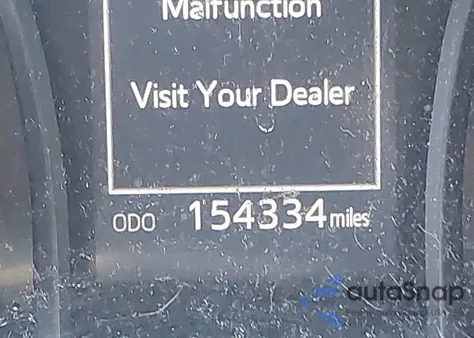 Malfunction
Visit Your Dealer
ODO 154334 miles
autoSnap